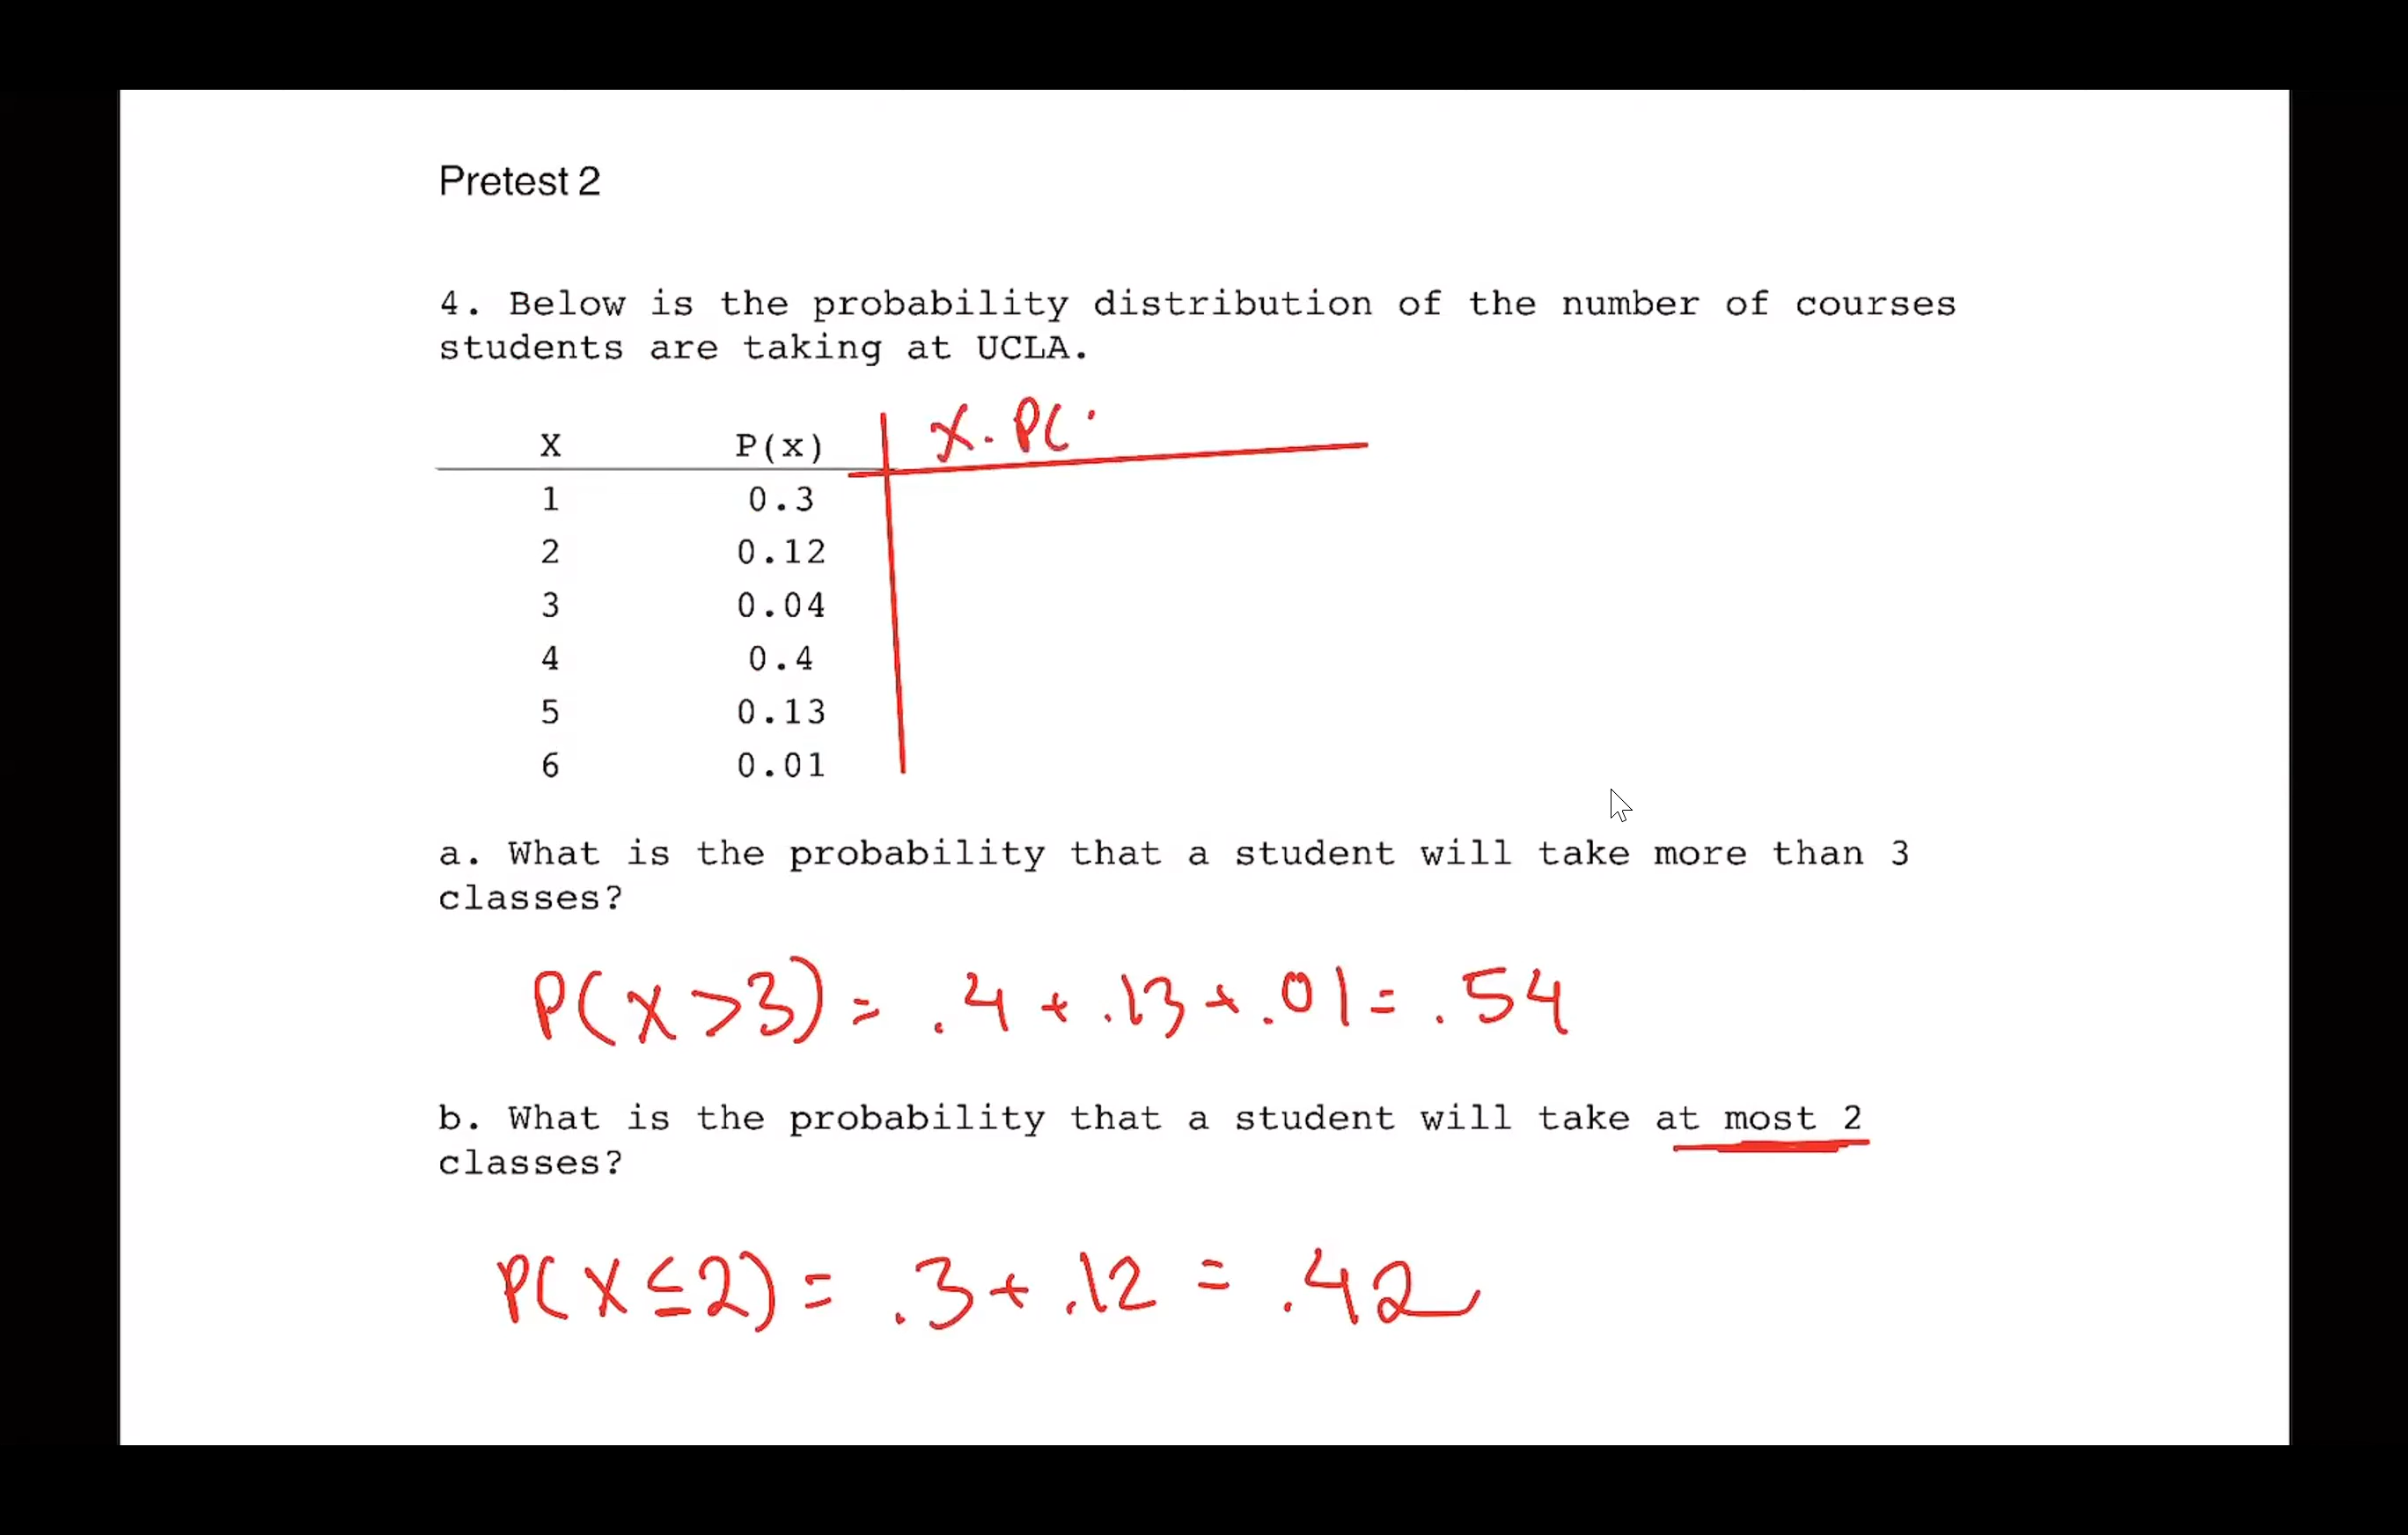 Pretest 2
4. Below is the probability distribution of the number of courses
students are taking at UCLA.
X P(x) X · P(
1 0.3
2 0.12
3 0.04
4 0.4
5 0.13
6 0.01
a. What is the probability that a student will take more than 3
classes?
P(X >3) = .4 + .13 + .01 = .54
b. What is the probability that a student will take at most 2
classes?
P(X ≤ 2) = .3 + .12 = .42